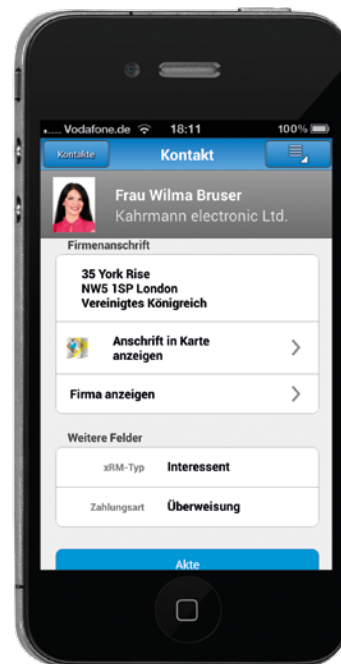 Vodafone.de 18:11 100%
Kontakte Kontakt
Frau Wilma Bruser
Kahrmann electronic Ltd.
Firmenanschrift
35 York Rise
NW5 1SP London
Vereinigtes Königreich
Anschrift in Karte
anzeigen
Firma anzeigen
Weitere Felder
xRM-Typ Interessent
Zahlungsart Überweisung
Akte